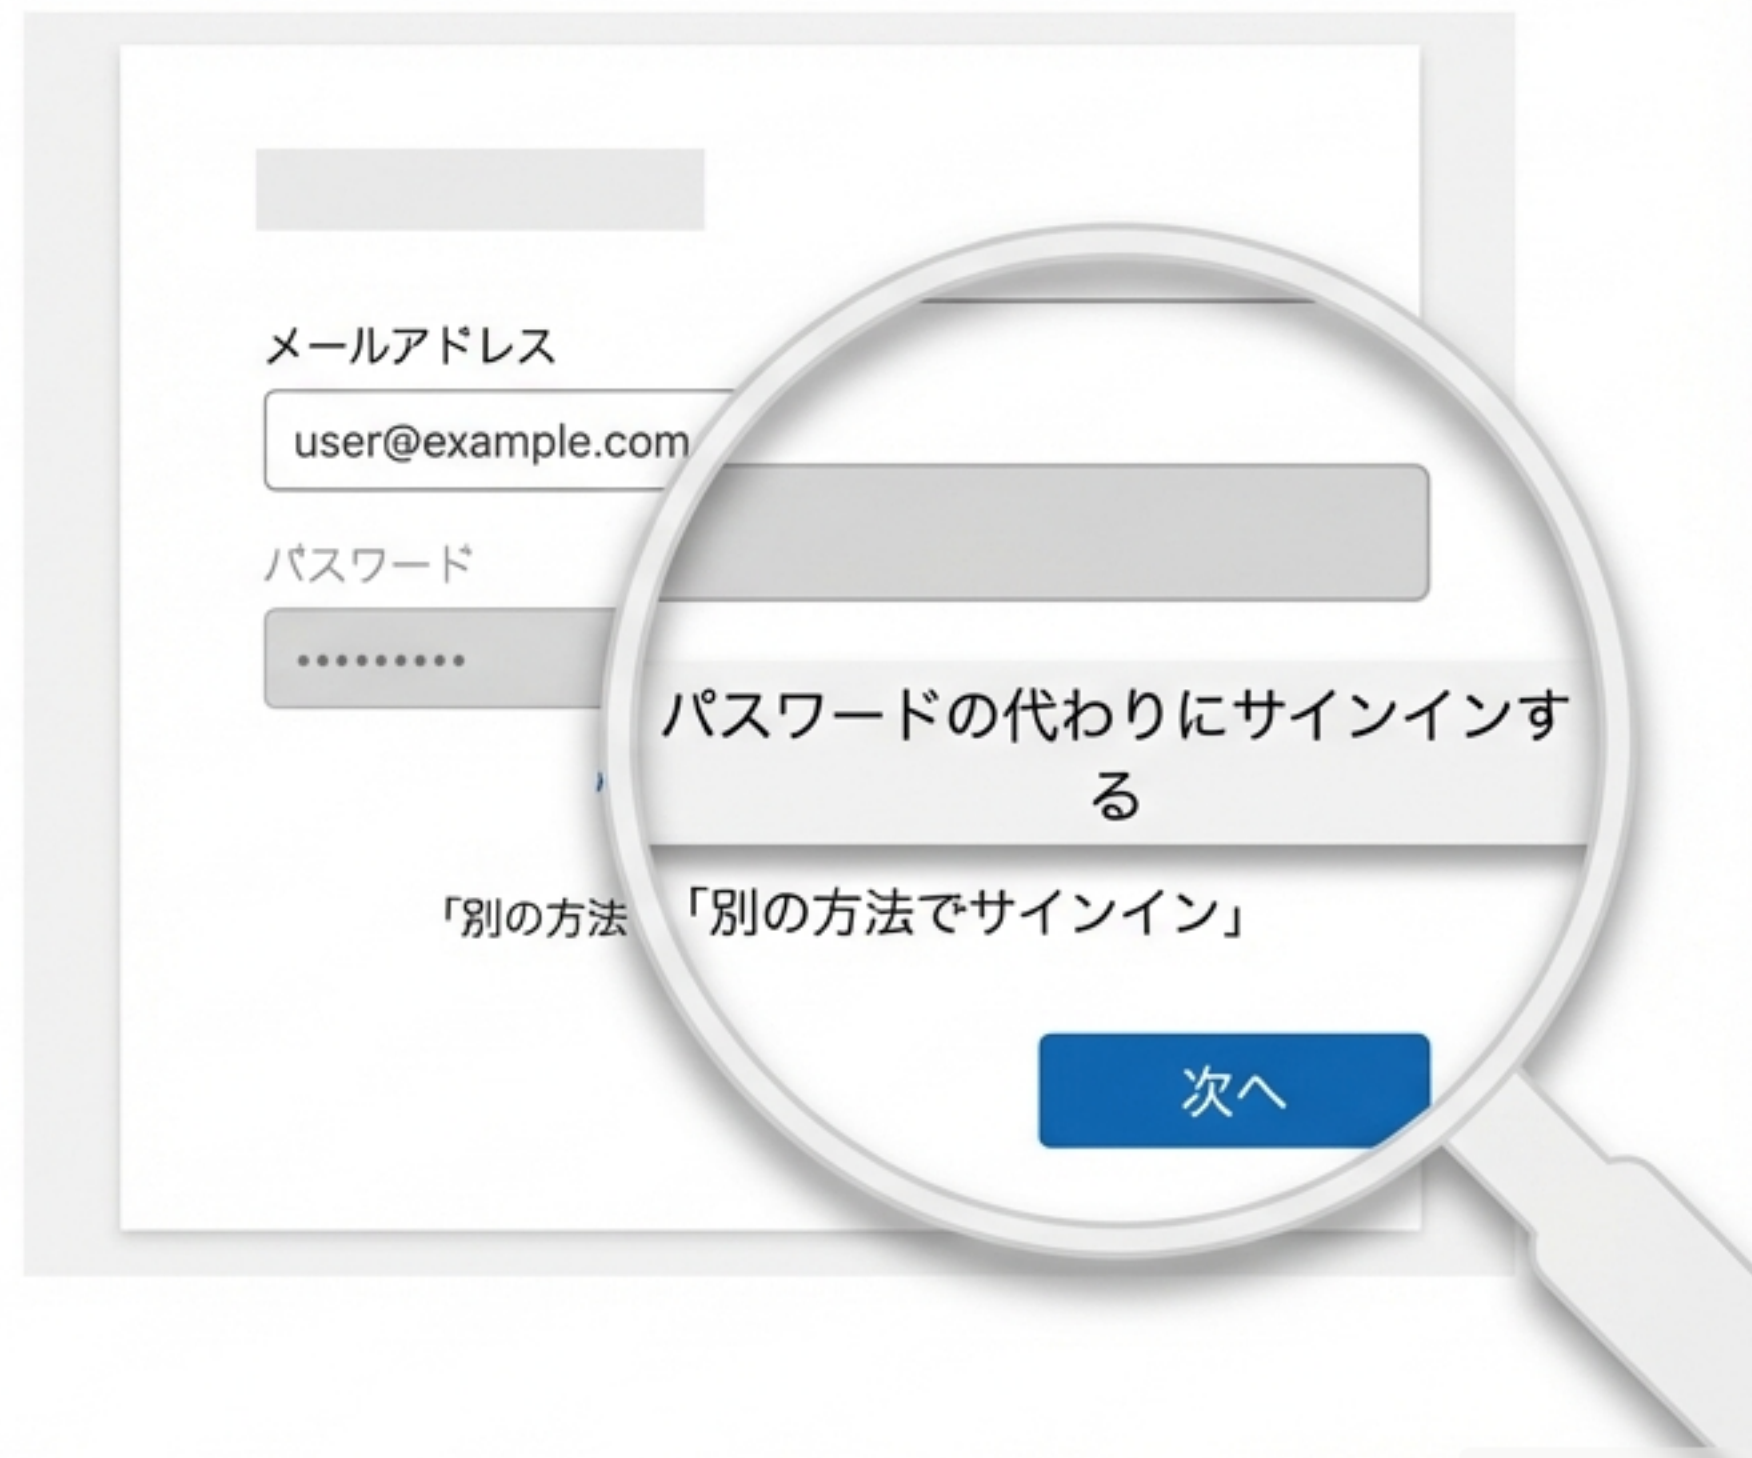 メールアドレス
user@example.com
パスワード
•••••••••
パスワードの代わりにサインインす
る
「別の方法
「別の方法でサインイン」
次へ